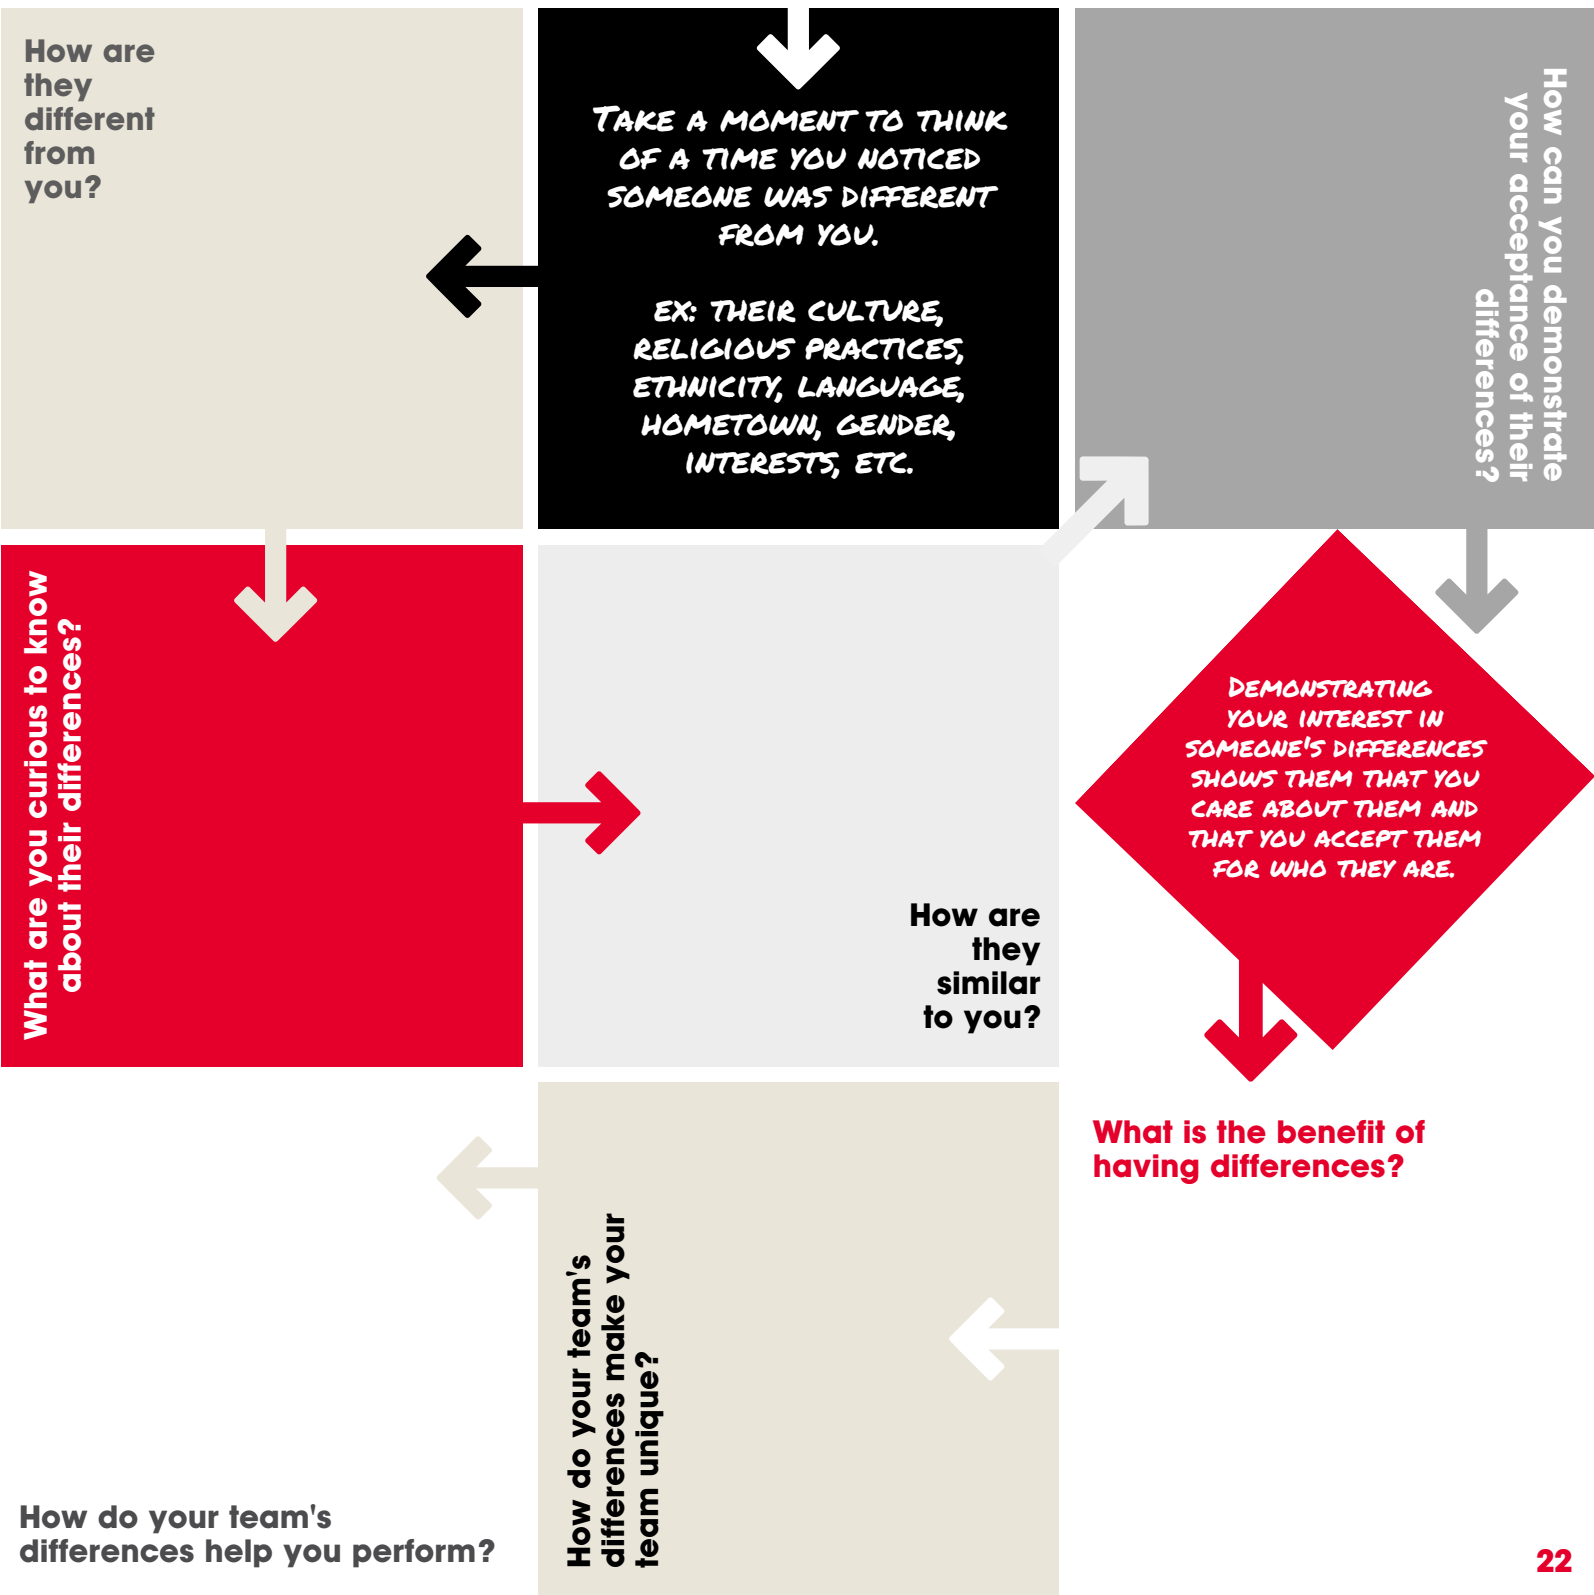 TAKE A MOMENT TO THINK
OF A TIME YOU NOTICED
SOMEONE WAS DIFFERENT
FROM YOU.
EX: THEIR CULTURE,
RELIGIOUS PRACTICES,
ETHNICITY, LANGUAGE,
HOMETOWN, GENDER,
INTERESTS, ETC.
How are
they
different
from
you?
What are you curious to know
about their differences?
How are
they
similar
to you?
How can you demonstrate
your acceptance of their
differences?
DEMONSTRATING
YOUR INTEREST IN
SOMEONE'S DIFFERENCES
SHOWS THEM THAT YOU
CARE ABOUT THEM AND
THAT YOU ACCEPT THEM
FOR WHO THEY ARE.
What is the benefit of
having differences?
How do your team's
differences make your
team unique?
How do your team's
differences help you perform?
22